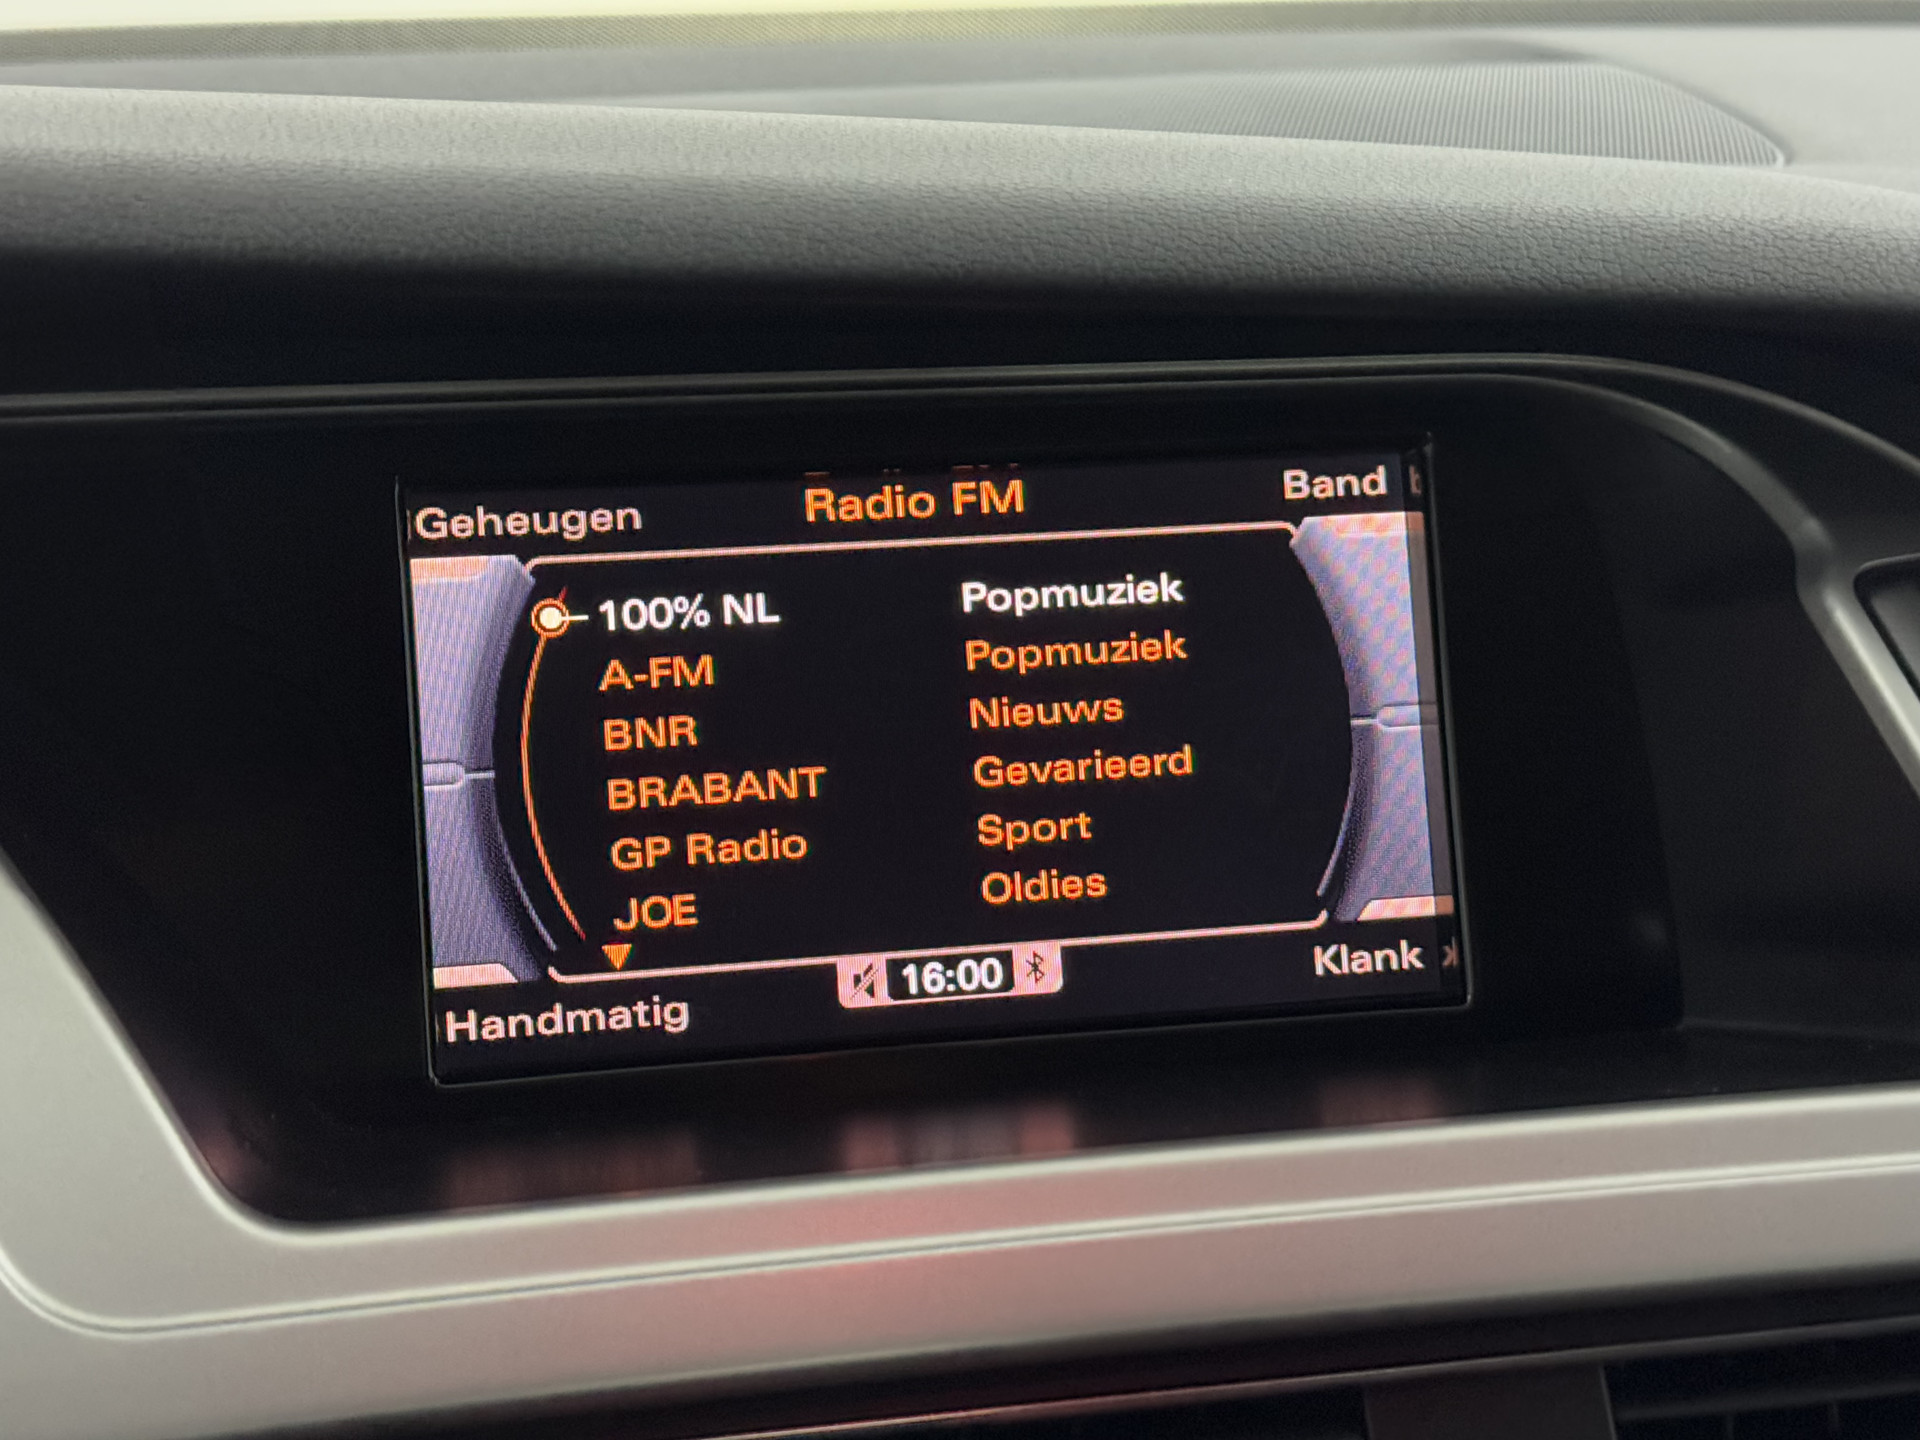 Geheugen Radio FM Band
100% NL Popmuziek
A-FM Popmuziek
BNR Nieuws
BRABANT Gevarieerd
GP Radio Sport
JOE Oldies
Handmatig 16:00 Klank